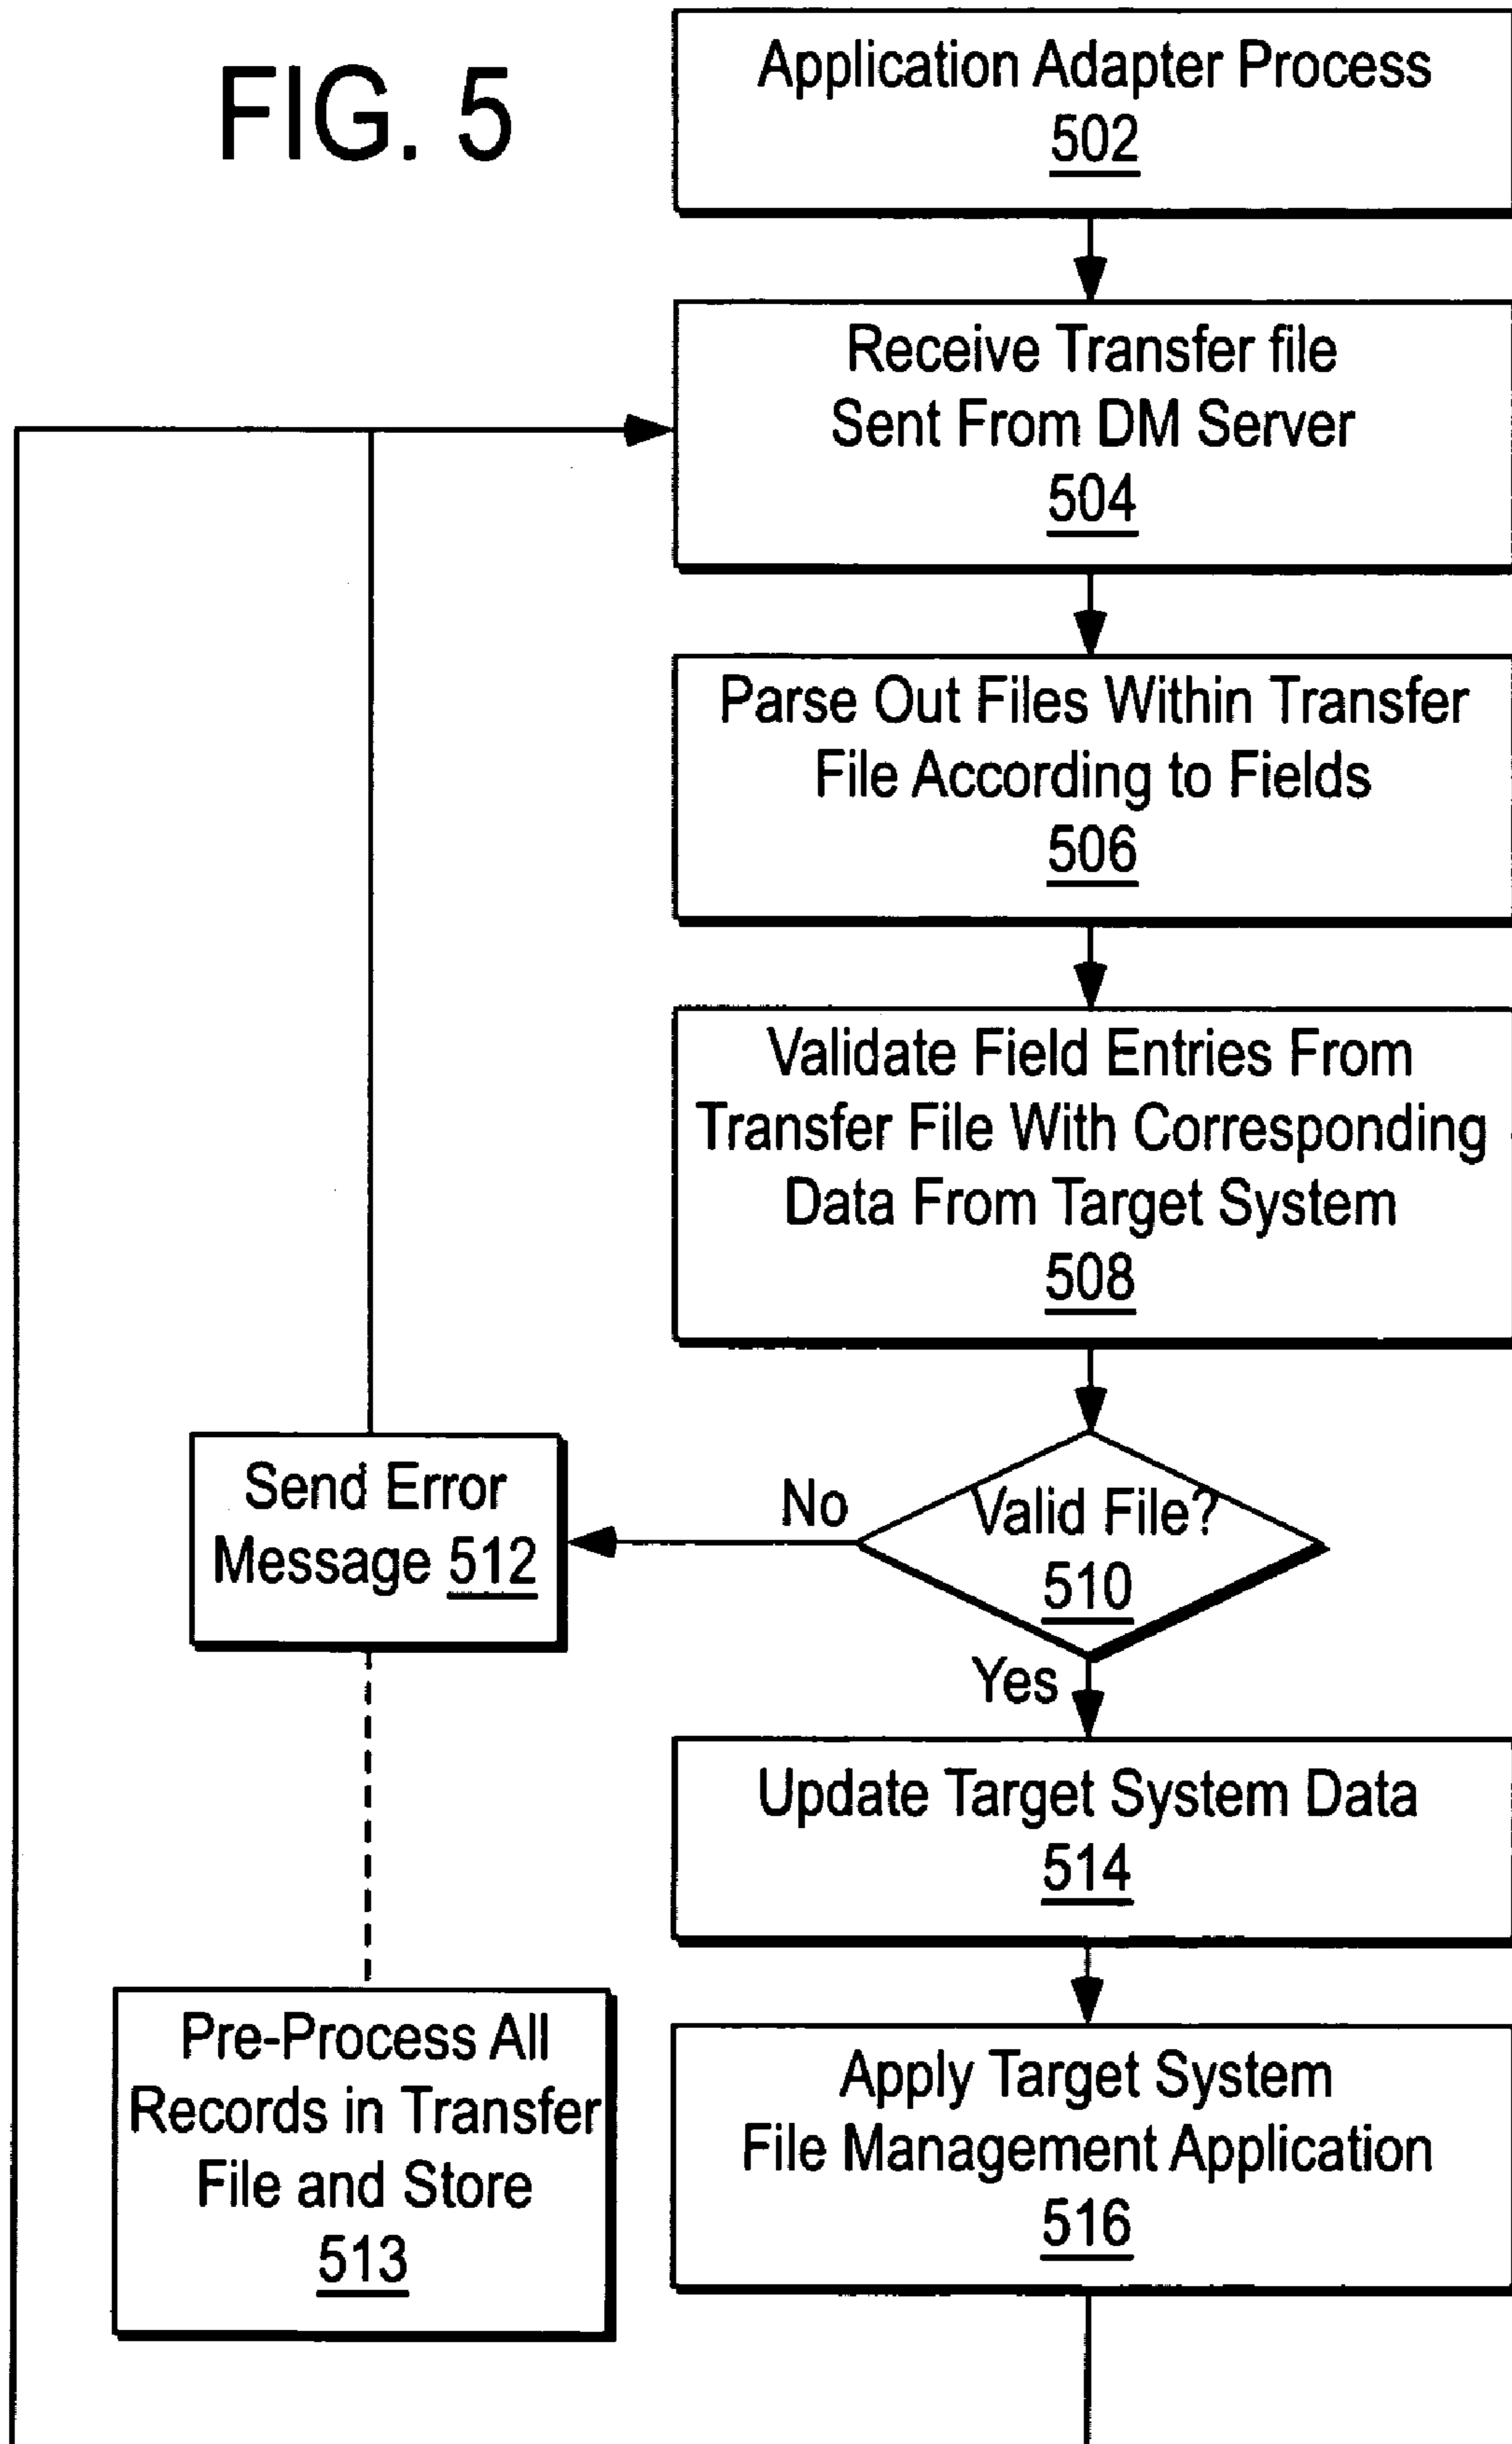 FIG. 5
Application Adapter Process
502
Receive Transfer file
Sent From DM Server
504
Parse Out Files Within Transfer
File According to Fields
506
Validate Field Entries From
Transfer File With Corresponding
Data From Target System
508
Valid File?
510
No
Send Error
Message 512
Yes
Pre-Process All
Records in Transfer
File and Store
513
Update Target System Data
514
Apply Target System
File Management Application
516